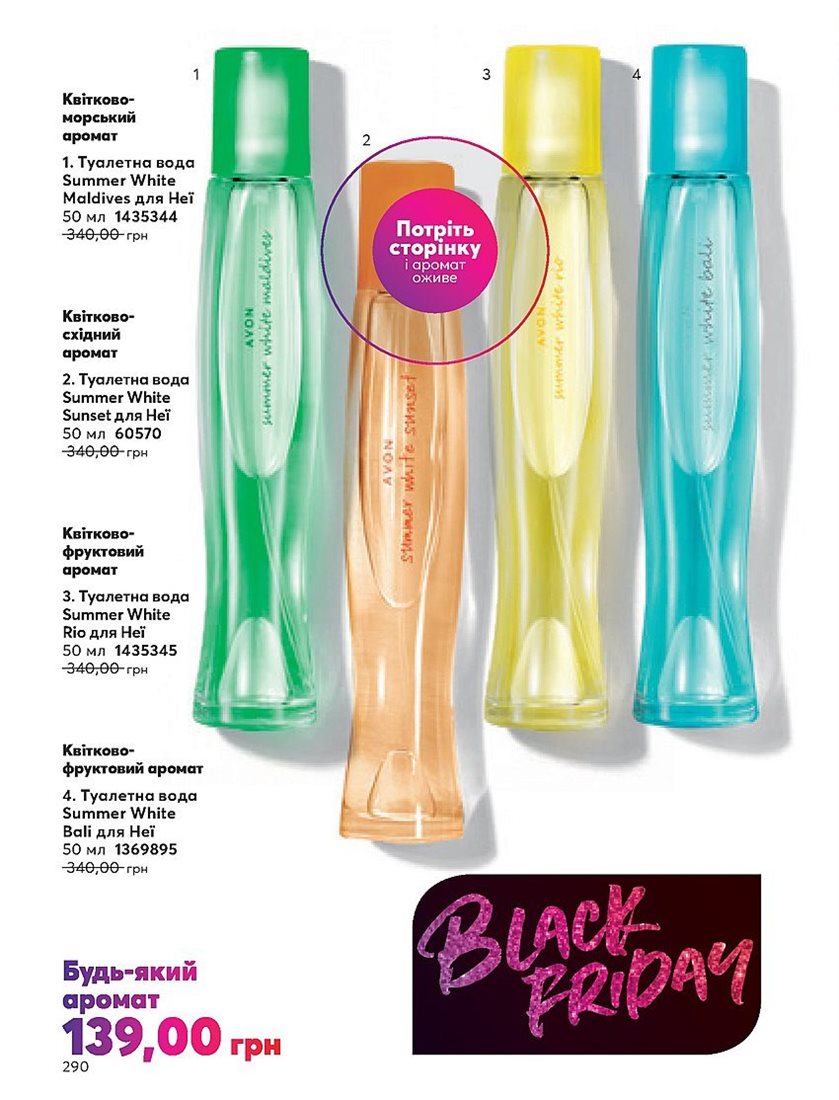 1
3
4
2
Квітково-
морський
аромат
1. Туалетна вода
Summer White
Maldives для Неї
50 мл 1435344
340,00 грн
Квітково-
східний
аромат
2. Туалетна вода
Summer White
Sunset для Неї
50 мл 60570
340,00 грн
Квітково-
фруктовий
аромат
3. Туалетна вода
Summer White
Rio для Неї
50 мл 1435345
340,00 грн
Квітково-
фруктовий аромат
4. Туалетна вода
Summer White
Bali для Неї
50 мл 1369895
340,00 грн
Потріть
сторінку
і аромат
оживе
AVON
summer white maldives
AVON
summer white sunset
AVON
summer white rio
summer white bali
Будь-який
аромат
139,00 грн
BLACK
FRIDAY
290